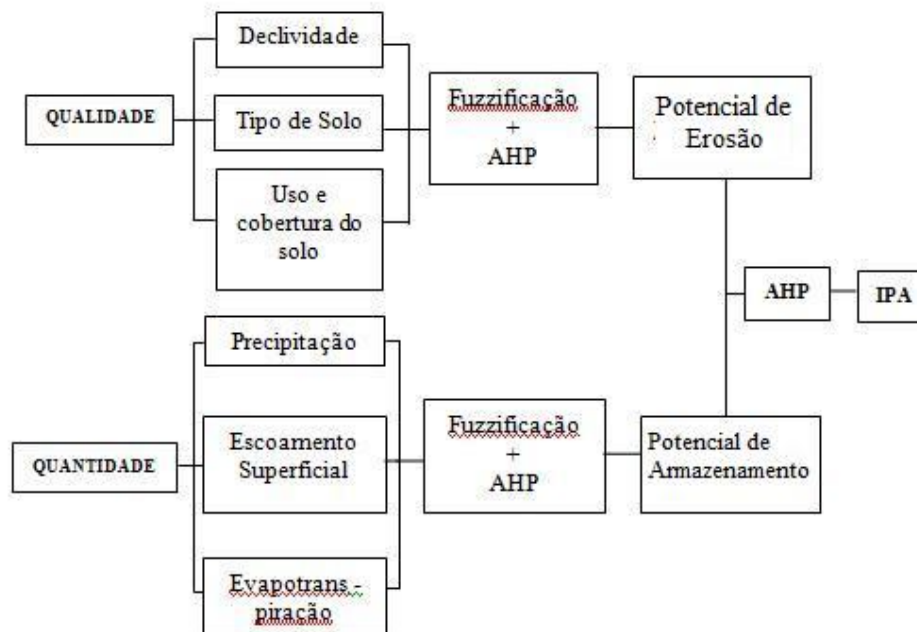 Declividade
QUALIDADE
Tipo de Solo
Uso e
cobertura do
solo
Fuzzificação
+
AHP
Potencial de
Erosão
AHP
IPA
Precipitação
QUANTIDADE
Escoamento
Superficial
Evapotrans -
piração
Fuzzificação
+
AHP
Potencial de
Armazenamento